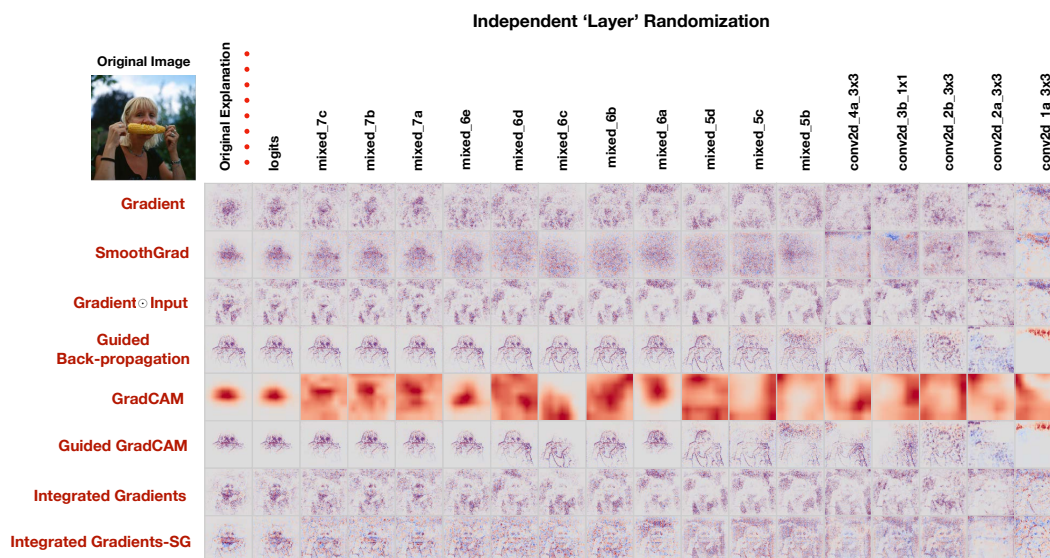 Independent ‘Layer’ Randomization
Original Image
Original Explanation
logits
mixed_7c
mixed_7b
mixed_7a
mixed_6e
mixed_6d
mixed_6c
mixed_6b
mixed_6a
mixed_5d
mixed_5c
mixed_5b
conv2d_4a_3x3
conv2d_3b_1x1
conv2d_2b_3x3
conv2d_2a_3x3
conv2d_1a_3x3
Gradient
SmoothGrad
Gradient⊙Input
Guided
Back-propagation
GradCAM
Guided GradCAM
Integrated Gradients
Integrated Gradients-SG